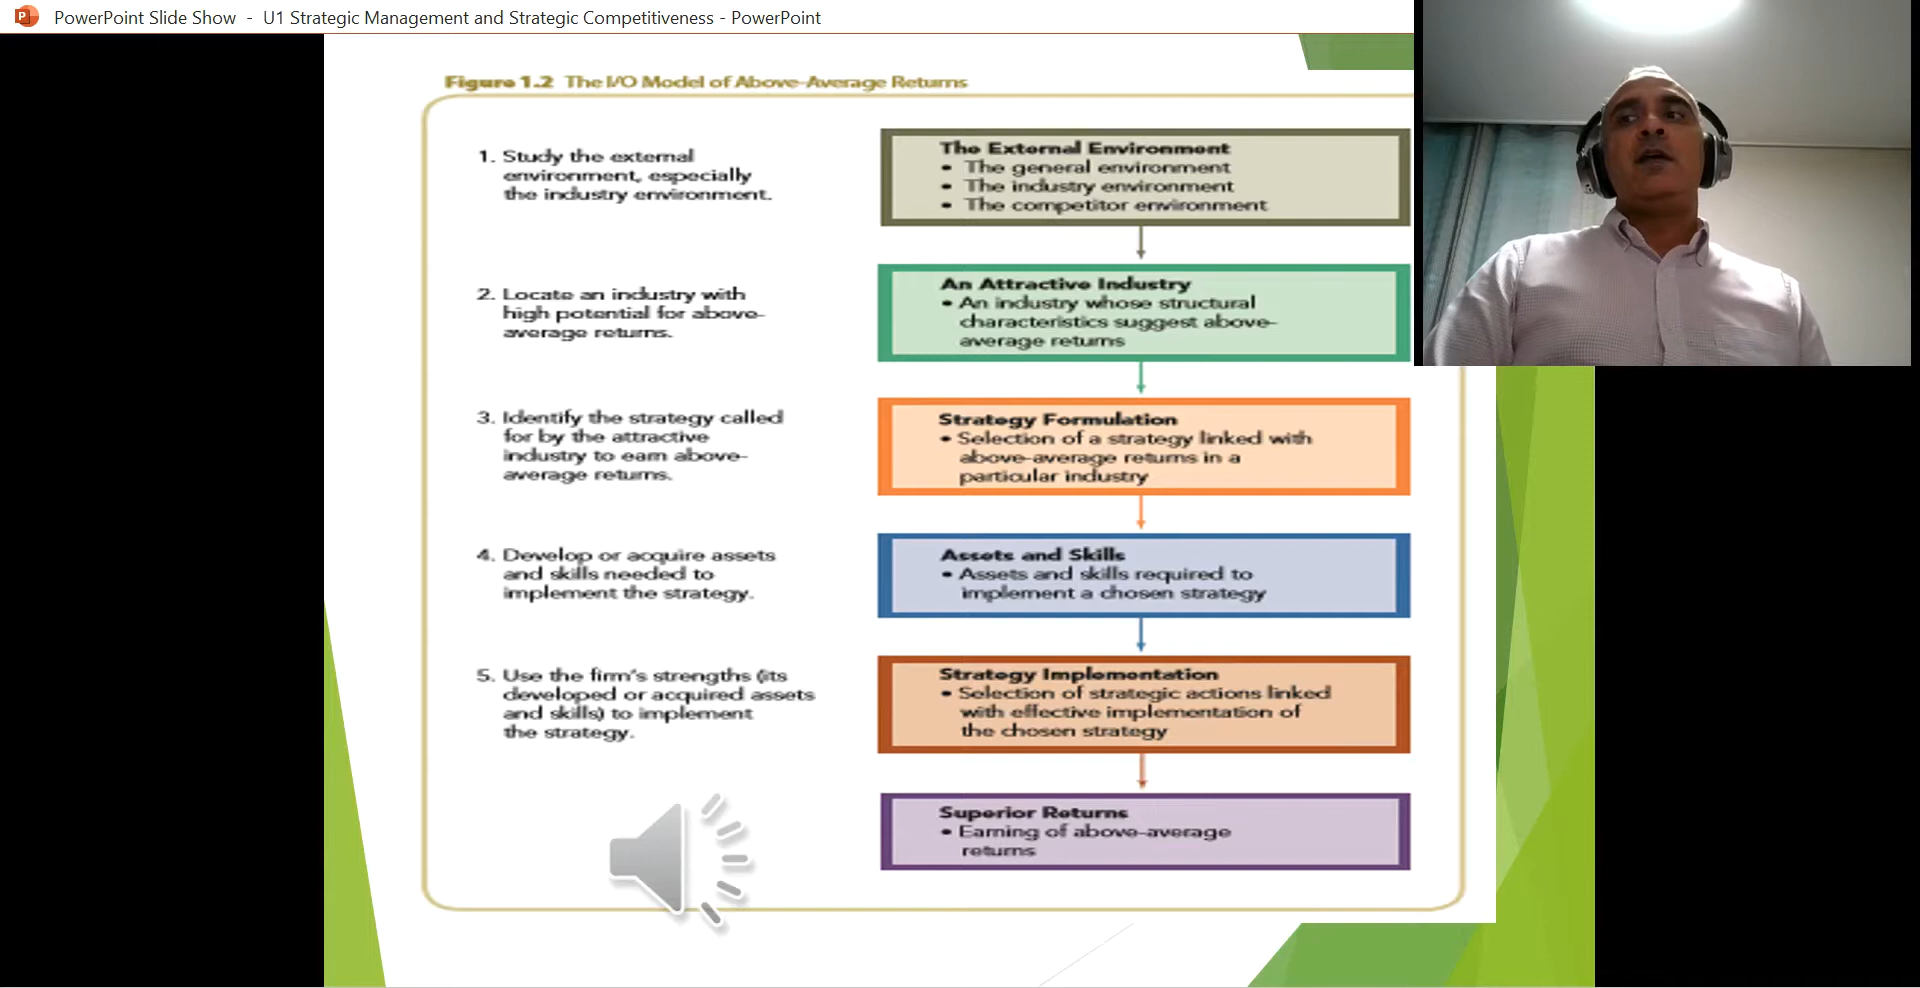 PowerPoint Slide Show - U1 Strategic Management and Strategic Competitiveness - PowerPoint
Figure 1.2 The I/O Model of Above-Average Returns
1. Study the external
environment, especially
the industry environment.
The External Environment
• The general environment
• The industry environment
• The competitor environment
2. Locate an industry with
high potential for above-
average returns.
An Attractive Industry
• An industry whose structural
characteristics suggest above-
average returns
3. Identify the strategy called
for by the attractive
industry to earn above-
average returns.
Strategy Formulation
• Selection of a strategy linked with
above-average returns in a
particular industry
4. Develop or acquire assets
and skills needed to
implement the strategy.
Assets and Skills
• Assets and skills required to
implement a chosen strategy
5. Use the firm's strengths (its
developed or acquired assets
and skills) to implement
the strategy.
Strategy Implementation
• Selection of strategic actions linked
with effective implementation of
the chosen strategy
Superior Returns
• Earning of above-average
returns